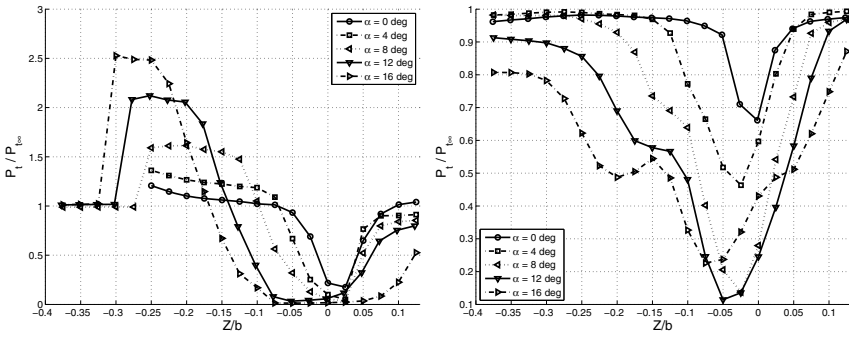 3
2.5
2
1.5
1
0.5
0
−0.4 −0.35 −0.3 −0.25 −0.2 −0.15 −0.1 −0.05 0 0.05 0.1
Z/b
P_t / P_t∞
α = 0 deg
α = 4 deg
α = 8 deg
α = 12 deg
α = 16 deg
1
0.9
0.8
0.7
0.6
0.5
0.4
0.3
0.2
0.1
−0.4 −0.35 −0.3 −0.25 −0.2 −0.15 −0.1 −0.05 0 0.05 0.1
Z/b
P_t / P_t∞
α = 0 deg
α = 4 deg
α = 8 deg
α = 12 deg
α = 16 deg